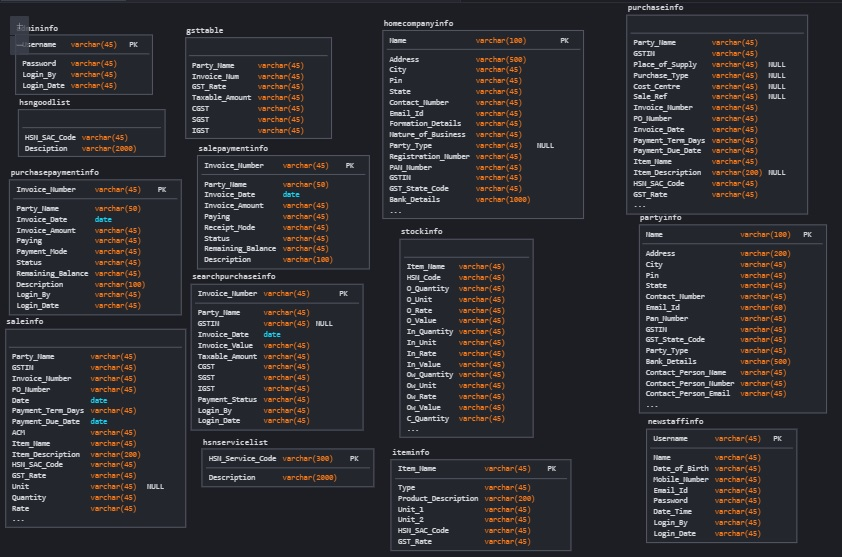 gsttable
Party_Name varchar(45)
Invoice_Num varchar(45)
GST_Rate varchar(45)
Taxable_Amount varchar(45)
CGST varchar(45)
SGST varchar(45)
IGST varchar(45)
Username varchar(45) PK
Password varchar(45)
Login_By varchar(45)
Login_Date varchar(45)
hsngoodlist
HSN_SAC_Code varchar(45)
Desciption varchar(2000)
purchasepaymentinfo
Invoice_Number varchar(45) PK
Party_Name varchar(50)
Invoice_Date date
Invoice_Amount varchar(45)
Paying varchar(45)
Payment_Mode varchar(45)
Status varchar(45)
Remaining_Balance varchar(45)
Description varchar(100)
Login_By varchar(45)
Login_Date varchar(45)
saleinfo
Party_Name varchar(45)
GSTIN varchar(45)
Invoice_Number varchar(45)
PO_Number varchar(45)
Date date
Payment_Term_Days varchar(45)
Payment_Due_Date date
ACM varchar(45)
Item_Name varchar(45)
Item_Description varchar(200)
HSN_SAC_Code varchar(45)
GST_Rate varchar(45)
Unit varchar(45) NULL
Quantity varchar(45)
Rate varchar(45)
...
salepaymentinfo
Invoice_Number varchar(45) PK
Party_Name varchar(50)
Invoice_Date date
Invoice_Amount varchar(45)
Paying varchar(45)
Receipt_Mode varchar(45)
Status varchar(45)
Remaining_Balance varchar(45)
Description varchar(100)
searchpurchaseinfo
Invoice_Number varchar(45) PK
Party_Name varchar(45)
GSTIN varchar(45) NULL
Invoice_Date date
Invoice_Value varchar(45)
Taxable_Amount varchar(45)
CGST varchar(45)
SGST varchar(45)
IGST varchar(45)
Payment_Status varchar(45)
Login_By varchar(45)
Login_Date varchar(45)
hsnservicelist
HSN_Service_Code varchar(300) PK
Description varchar(2000)
homecompanyinfo
Name varchar(100) PK
Address varchar(500)
City varchar(45)
Pin varchar(45)
State varchar(45)
Contact_Number varchar(45)
Email_Id varchar(45)
Formation_Details varchar(45)
Nature_of_Business varchar(45)
Party_Type varchar(45) NULL
Registration_Number varchar(45)
PAN_Number varchar(45)
GSTIN varchar(45)
GST_State_Code varchar(45)
Bank_Details varchar(1000)
...
stockinfo
Item_Name varchar(45)
HSN_Code varchar(45)
O_Quantity varchar(45)
O_Unit varchar(45)
O_Rate varchar(45)
O_Value varchar(45)
In_Quantity varchar(45)
In_Unit varchar(45)
In_Rate varchar(45)
In_Value varchar(45)
Ow_Quantity varchar(45)
Ow_Unit varchar(45)
Ow_Rate varchar(45)
Ow_Value varchar(45)
C_Quantity varchar(45)
...
iteminfo
Item_Name varchar(45) PK
Type varchar(45)
Product_Description varchar(200)
Unit_1 varchar(45)
Unit_2 varchar(45)
HSN_SAC_Code varchar(45)
GST_Rate varchar(45)
purchaseinfo
Party_Name varchar(45)
GSTIN varchar(45)
Place_of_Supply varchar(45) NULL
Purchase_Type varchar(45) NULL
Cost_Centre varchar(45) NULL
Sale_Ref varchar(45) NULL
Invoice_Number varchar(45)
PO_Number varchar(45)
Invoice_Date varchar(45)
Payment_Term_Days varchar(45)
Payment_Due_Date varchar(45)
Item_Name varchar(45)
Item_Description varchar(200) NULL
HSN_SAC_Code varchar(45)
GST_Rate varchar(45)
...
partyinfo
Name varchar(100) PK
Address varchar(200)
City varchar(45)
Pin varchar(45)
State varchar(45)
Contact_Number varchar(45)
Email_Id varchar(60)
Pan_Number varchar(45)
GSTIN varchar(45)
GST_State_Code varchar(45)
Party_Type varchar(45)
Bank_Details varchar(500)
Contact_Person_Name varchar(45)
Contact_Person_Number varchar(45)
Contact_Person_Email varchar(45)
...
newstaffinfo
Username varchar(45) PK
Name varchar(45)
Date_of_Birth varchar(45)
Mobile_Number varchar(45)
Email_Id varchar(45)
Password varchar(45)
Date_Time varchar(45)
Login_By varchar(45)
Login_Date varchar(45)